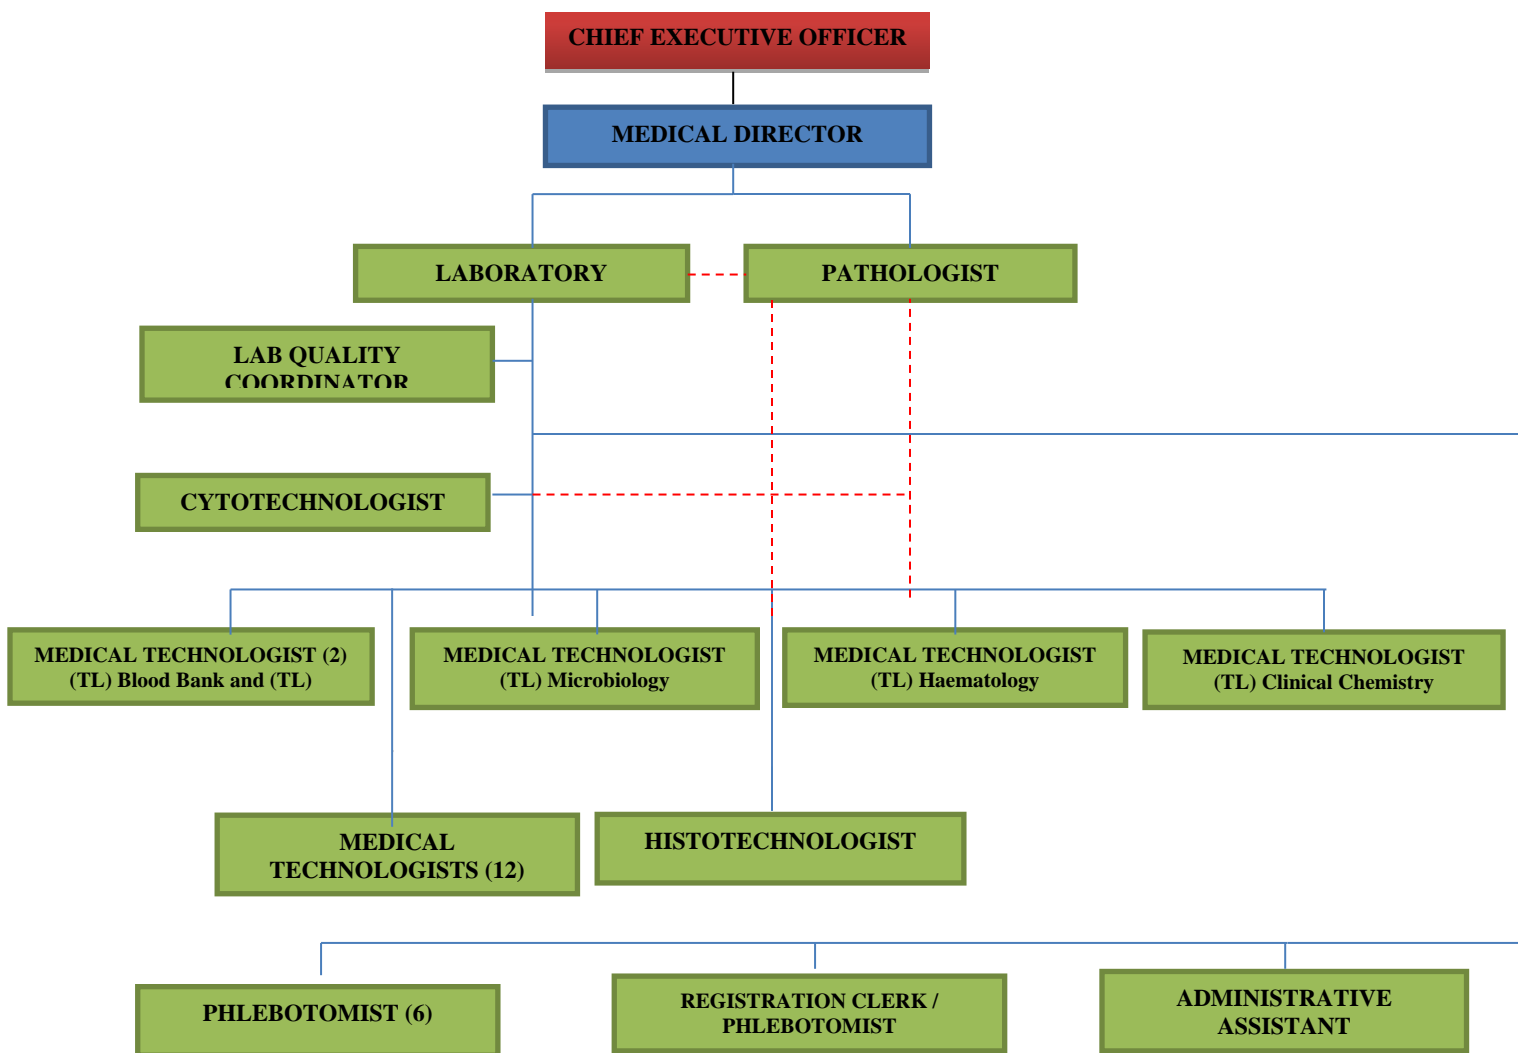 CHIEF EXECUTIVE OFFICER
MEDICAL DIRECTOR
LABORATORY
PATHOLOGIST
LAB QUALITY
COORDINATOR
CYTOTECHNOLOGIST
MEDICAL TECHNOLOGIST (2)
(TL) Blood Bank and (TL)
MEDICAL TECHNOLOGIST
(TL) Microbiology
MEDICAL TECHNOLOGIST
(TL) Haematology
MEDICAL TECHNOLOGIST
(TL) Clinical Chemistry
MEDICAL
TECHNOLOGISTS (12)
HISTOTECHNOLOGIST
PHLEBOTOMIST (6)
REGISTRATION CLERK /
PHLEBOTOMIST
ADMINISTRATIVE
ASSISTANT